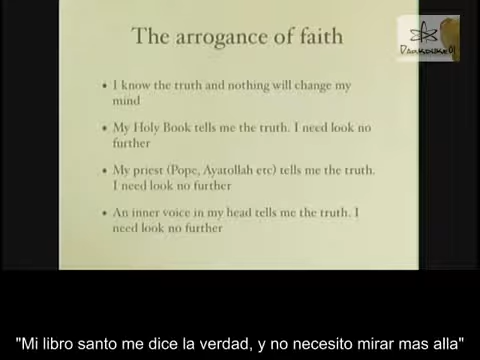 The arrogance of faith
Darkduke01
• I know the truth and nothing will change my
mind
• My Holy Book tells me the truth. I need look no
further
• My priest (Pope, Ayatollah etc) tells me the truth.
I need look no further
• An inner voice in my head tells me the truth. I
need look no further
"Mi libro santo me dice la verdad, y no necesito mirar mas alla"